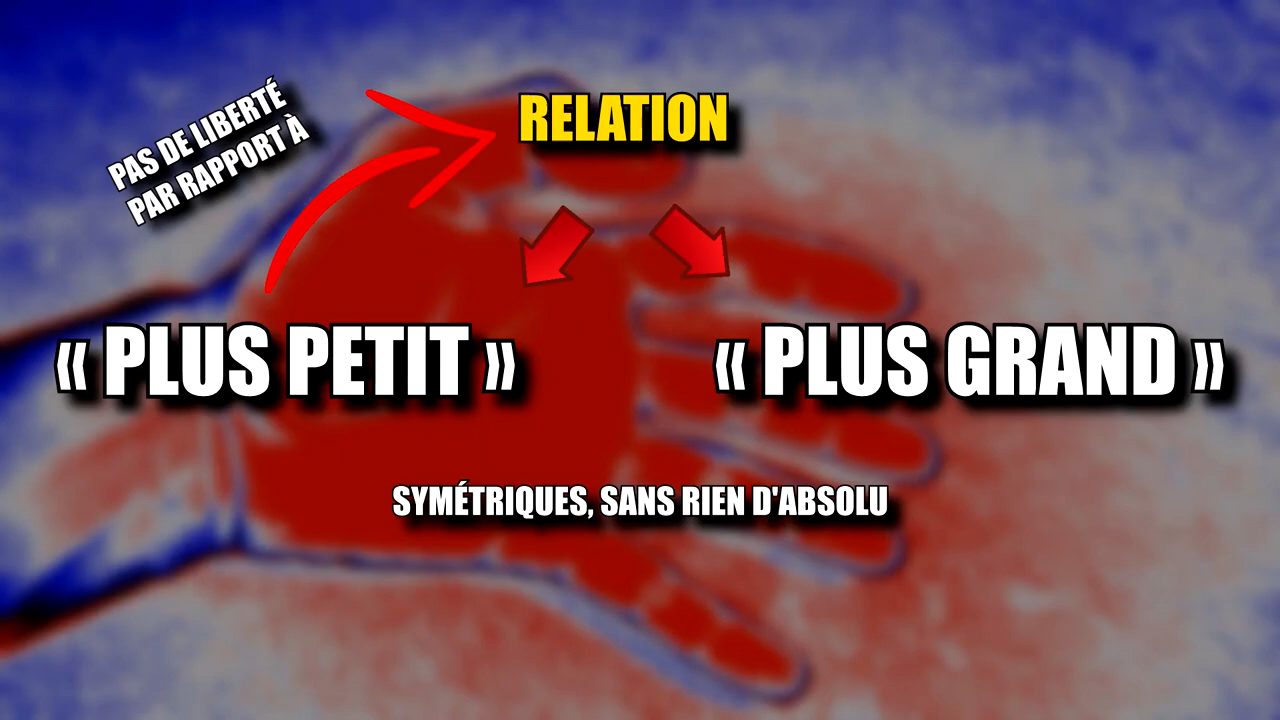 PAS DE LIBERTÉ
PAR RAPPORT À
RELATION
« PLUS PETIT »
« PLUS GRAND »
SYMÉTRIQUES, SANS RIEN D'ABSOLU